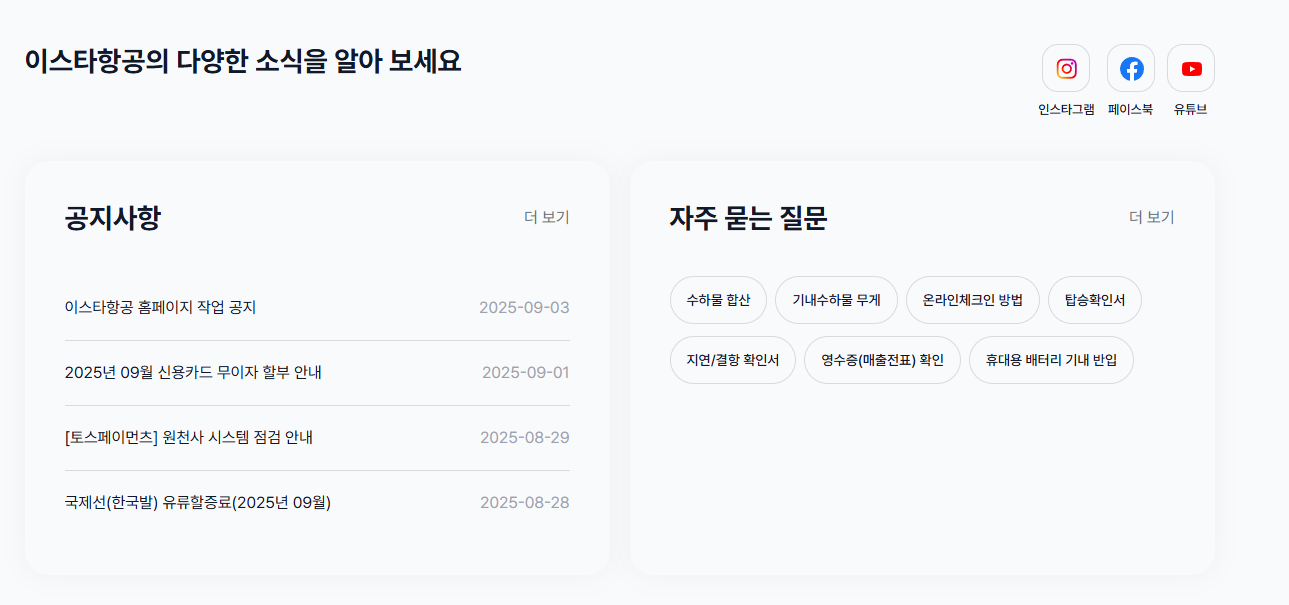 이스타항공의 다양한 소식을 알아 보세요
인스타그램 페이스북 유튜브
공지사항 더 보기
이스타항공 홈페이지 작업 공지 2025-09-03
2025년 09월 신용카드 무이자 할부 안내 2025-09-01
[토스페이먼츠] 원천사 시스템 점검 안내 2025-08-29
국제선(한국발) 유류할증료(2025년 09월) 2025-08-28
자주 묻는 질문 더 보기
수하물 합산 기내수하물 무게 온라인체크인 방법 탑승확인서
지연/결항 확인서 영수증(매출전표) 확인 휴대용 배터리 기내 반입